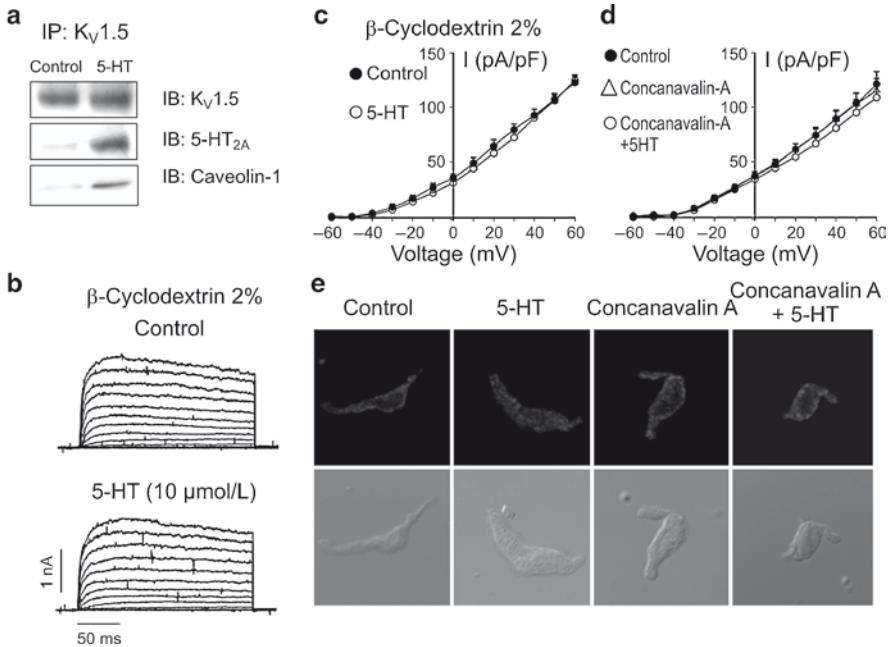 a
IP: KV1.5
Control 5-HT
IB: KV1.5
IB: 5-HT2A
IB: Caveolin-1
b
β-Cyclodextrin 2%
Control
5-HT (10 μmol/L)
1 nA
50 ms
c
β-Cyclodextrin 2%
Control
5-HT
I (pA/pF)
150
100
50
−60 −40 −20 0 20 40 60
Voltage (mV)
d
Control
Concanavalin-A
Concanavalin-A
+5HT
I (pA/pF)
150
100
50
−60 −40 −20 0 20 40 60
Voltage (mV)
e
Control
5-HT
Concanavalin A
Concanavalin A
+ 5-HT